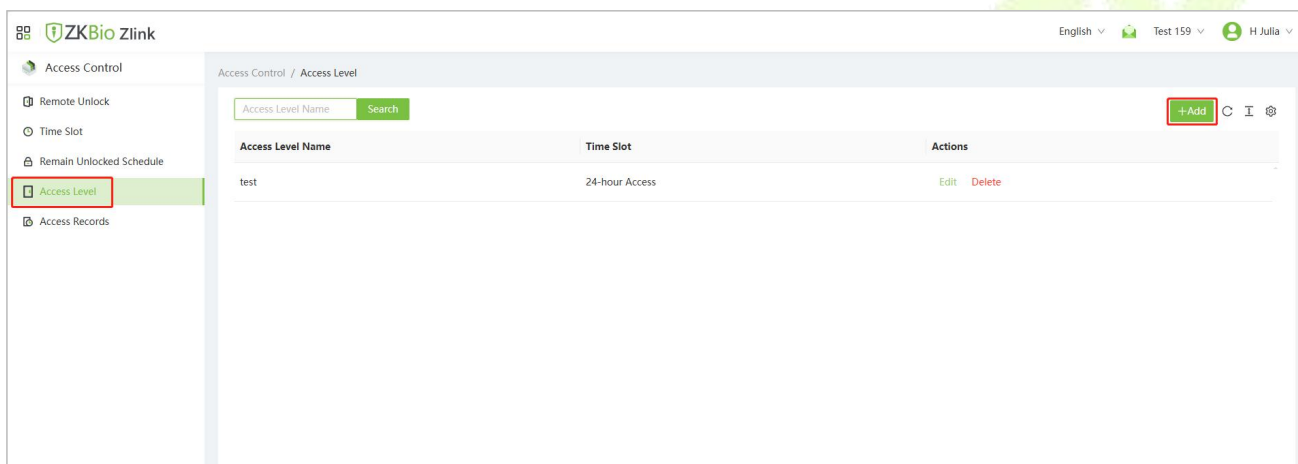 ZKBio Zlink
English
Test 159
H Julia
Access Control
Access Control / Access Level
Remote Unlock
Time Slot
Remain Unlocked Schedule
Access Level
Access Records
Access Level Name
Search
+Add
Access Level Name Time Slot Actions
test 24-hour Access Edit Delete